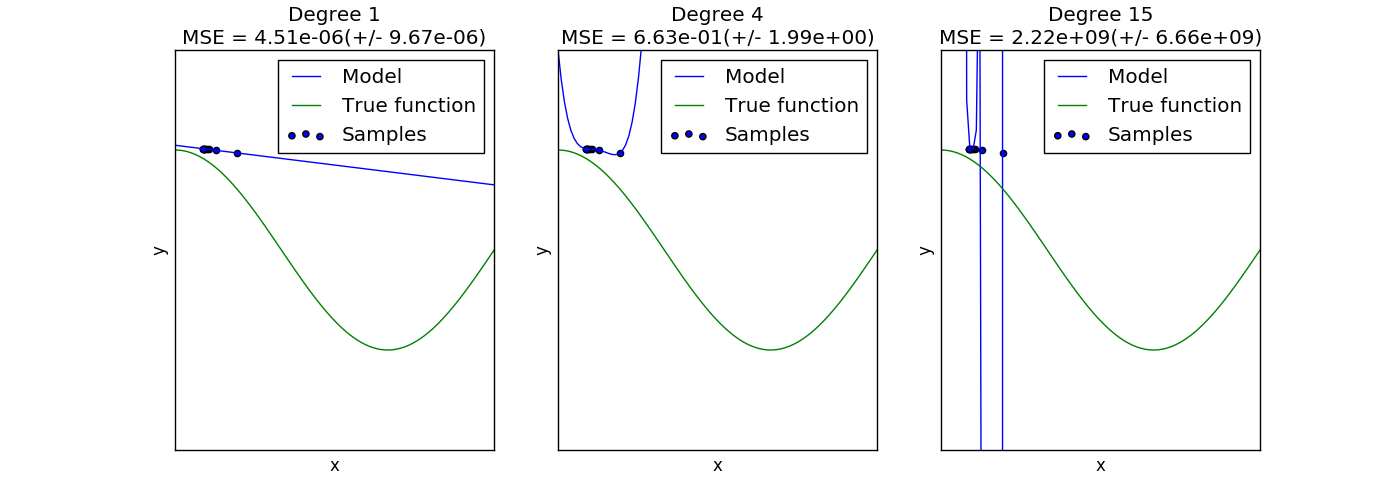 Degree 1
MSE = 4.51e-06(+/- 9.67e-06)
Model
True function
Samples
y
x
Degree 4
MSE = 6.63e-01(+/- 1.99e+00)
Model
True function
Samples
y
x
Degree 15
MSE = 2.22e+09(+/- 6.66e+09)
Model
True function
Samples
y
x